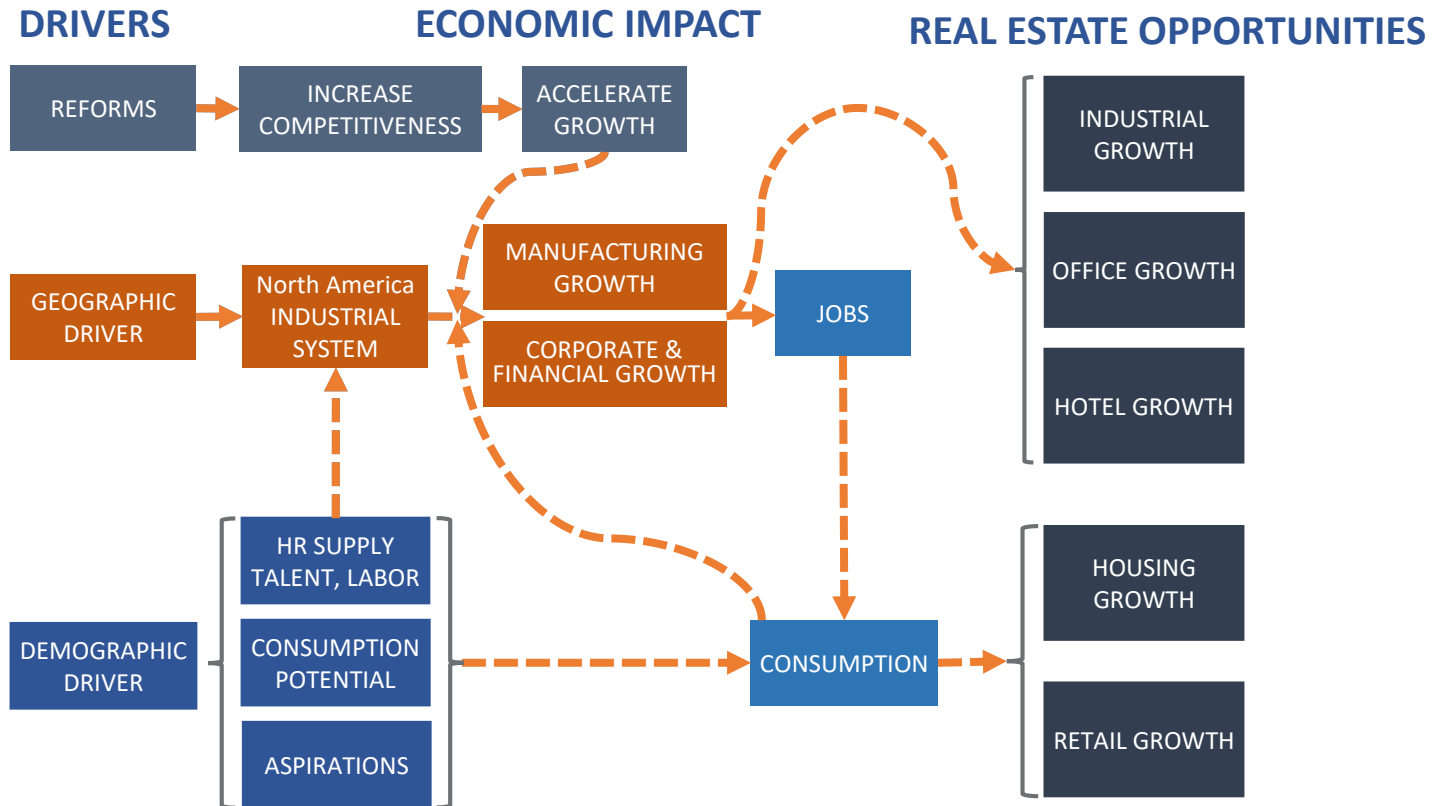 DRIVERS
ECONOMIC IMPACT
REAL ESTATE OPPORTUNITIES
REFORMS
INCREASE
COMPETITIVENESS
ACCELERATE
GROWTH
INDUSTRIAL
GROWTH
OFFICE GROWTH
HOTEL GROWTH
GEOGRAPHIC
DRIVER
North America
INDUSTRIAL
SYSTEM
MANUFACTURING
GROWTH
CORPORATE &
FINANCIAL GROWTH
JOBS
DEMOGRAPHIC
DRIVER
HR SUPPLY
TALENT, LABOR
CONSUMPTION
POTENTIAL
ASPIRATIONS
CONSUMPTION
HOUSING
GROWTH
RETAIL GROWTH